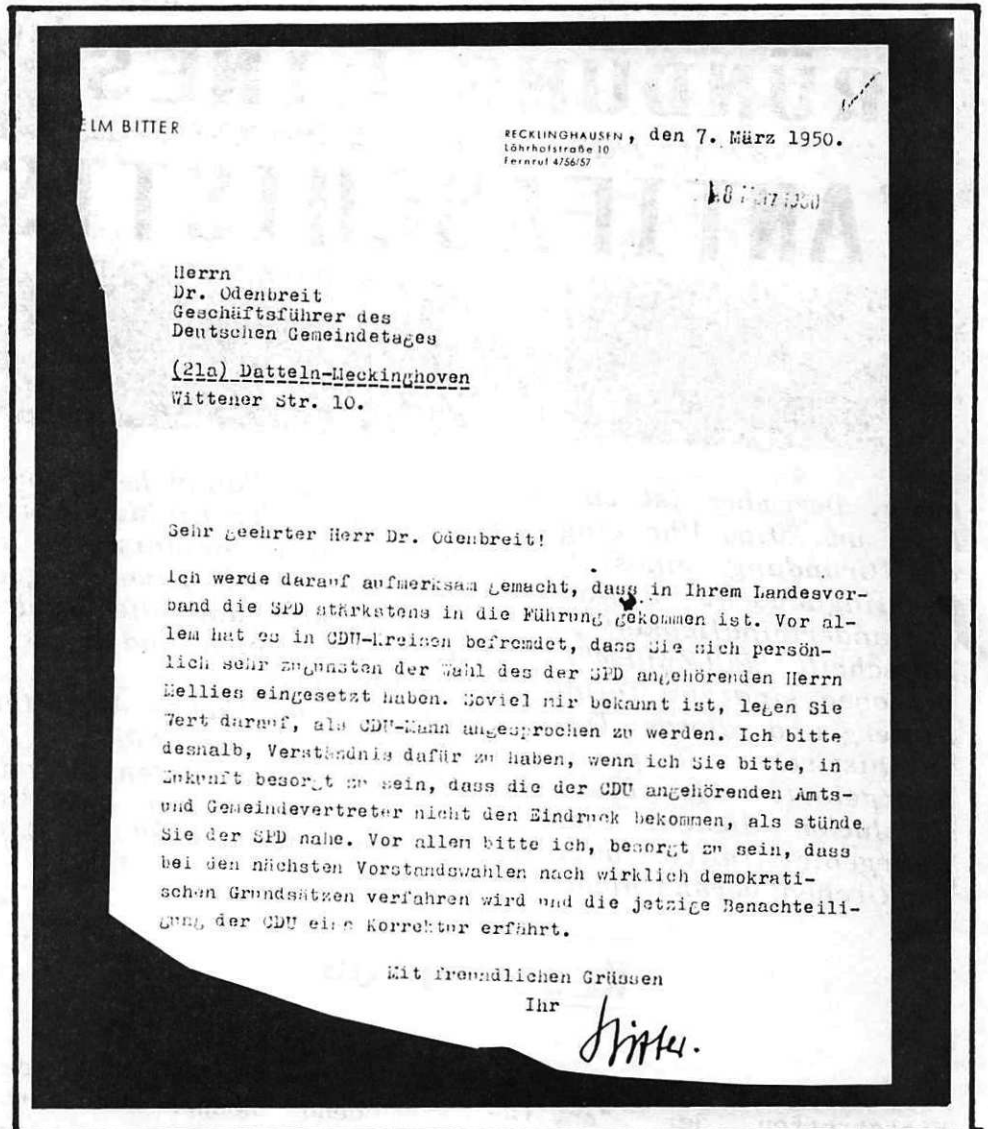 ELM BITTER
RECKLINGHAUSEN, den 7. März 1950.
Löhrhofstraße 10
Fernruf 4756/57
Herrn
Dr. Odenbreit
Geschäftsführer des
Deutschen Gemeindetages
(21a) Datteln-Meckinghoven
Wittener Str. 10.
Sehr geehrter Herr Dr. Odenbreit!
Ich werde darauf aufmerksam gemacht, dass in Ihrem Landesver-
band die SPD stärkstens in die Führung gekommen ist. Vor al-
lem hat es in CDU-Kreisen befremdet, dass Sie sich persön-
lich sehr zugunsten der Wahl des der SPD angehörenden Herrn
Mellies eingesetzt haben. Soviel mir bekannt ist, legen Sie
Wert darauf, als CDU-Mann angesprochen zu werden. Ich bitte
deshalb, Verständnis dafür zu haben, wenn ich Sie bitte, in
Zukunft besorgt zu sein, dass die der CDU angehörenden Amts-
und Gemeindevertreter nicht den Eindruck bekommen, als stünde
Sie der SPD nahe. Vor allem bitte ich, besorgt zu sein, dass
bei den nächsten Vorstandswahlen nach wirklich demokrati-
schen Grundsätzen verfahren wird und die jetzige Benachteili-
gung der CDU eine Korrektur erfährt.
Mit freundlichen Grüssen
Ihr
Bitter.